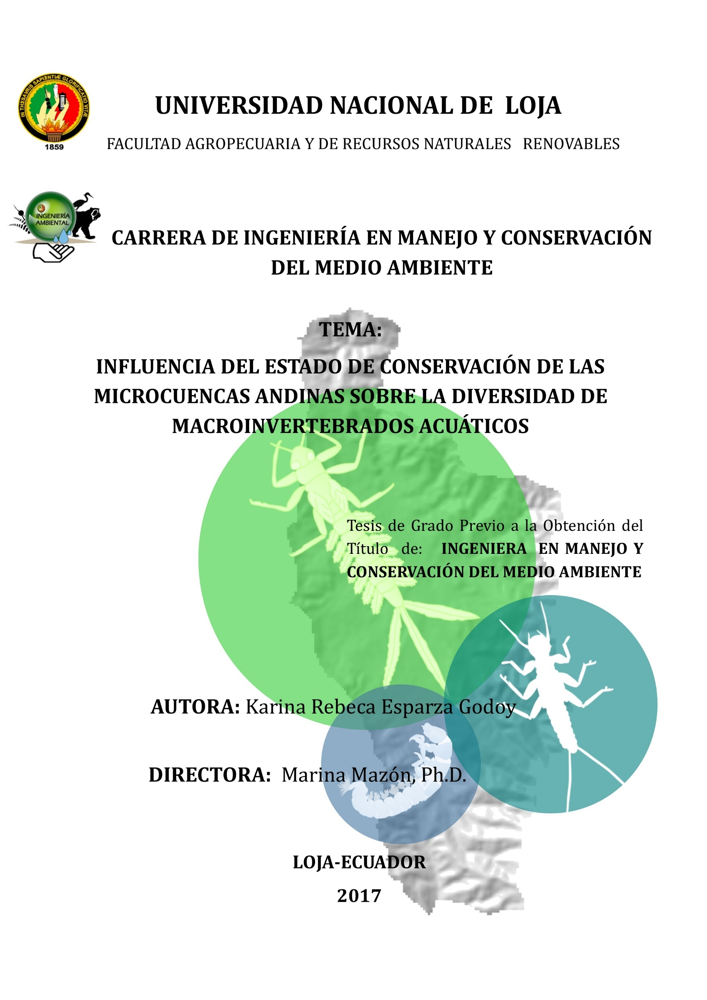 IN THESAVRIS SAPIENTIÆ GLORIFICATIO VITÆ
1859
UNIVERSIDAD NACIONAL DE LOJA
FACULTAD AGROPECUARIA Y DE RECURSOS NATURALES RENOVABLES
INGENIERÍA
AMBIENTAL
CARRERA DE INGENIERÍA EN MANEJO Y CONSERVACIÓN
DEL MEDIO AMBIENTE
TEMA:
INFLUENCIA DEL ESTADO DE CONSERVACIÓN DE LAS
MICROCUENCAS ANDINAS SOBRE LA DIVERSIDAD DE
MACROINVERTEBRADOS ACUÁTICOS
Tesis de Grado Previo a la Obtención del
Título de: INGENIERA EN MANEJO Y
CONSERVACIÓN DEL MEDIO AMBIENTE
AUTORA: Karina Rebeca Esparza Godoy
DIRECTORA: Marina Mazón, Ph.D.
LOJA-ECUADOR
2017